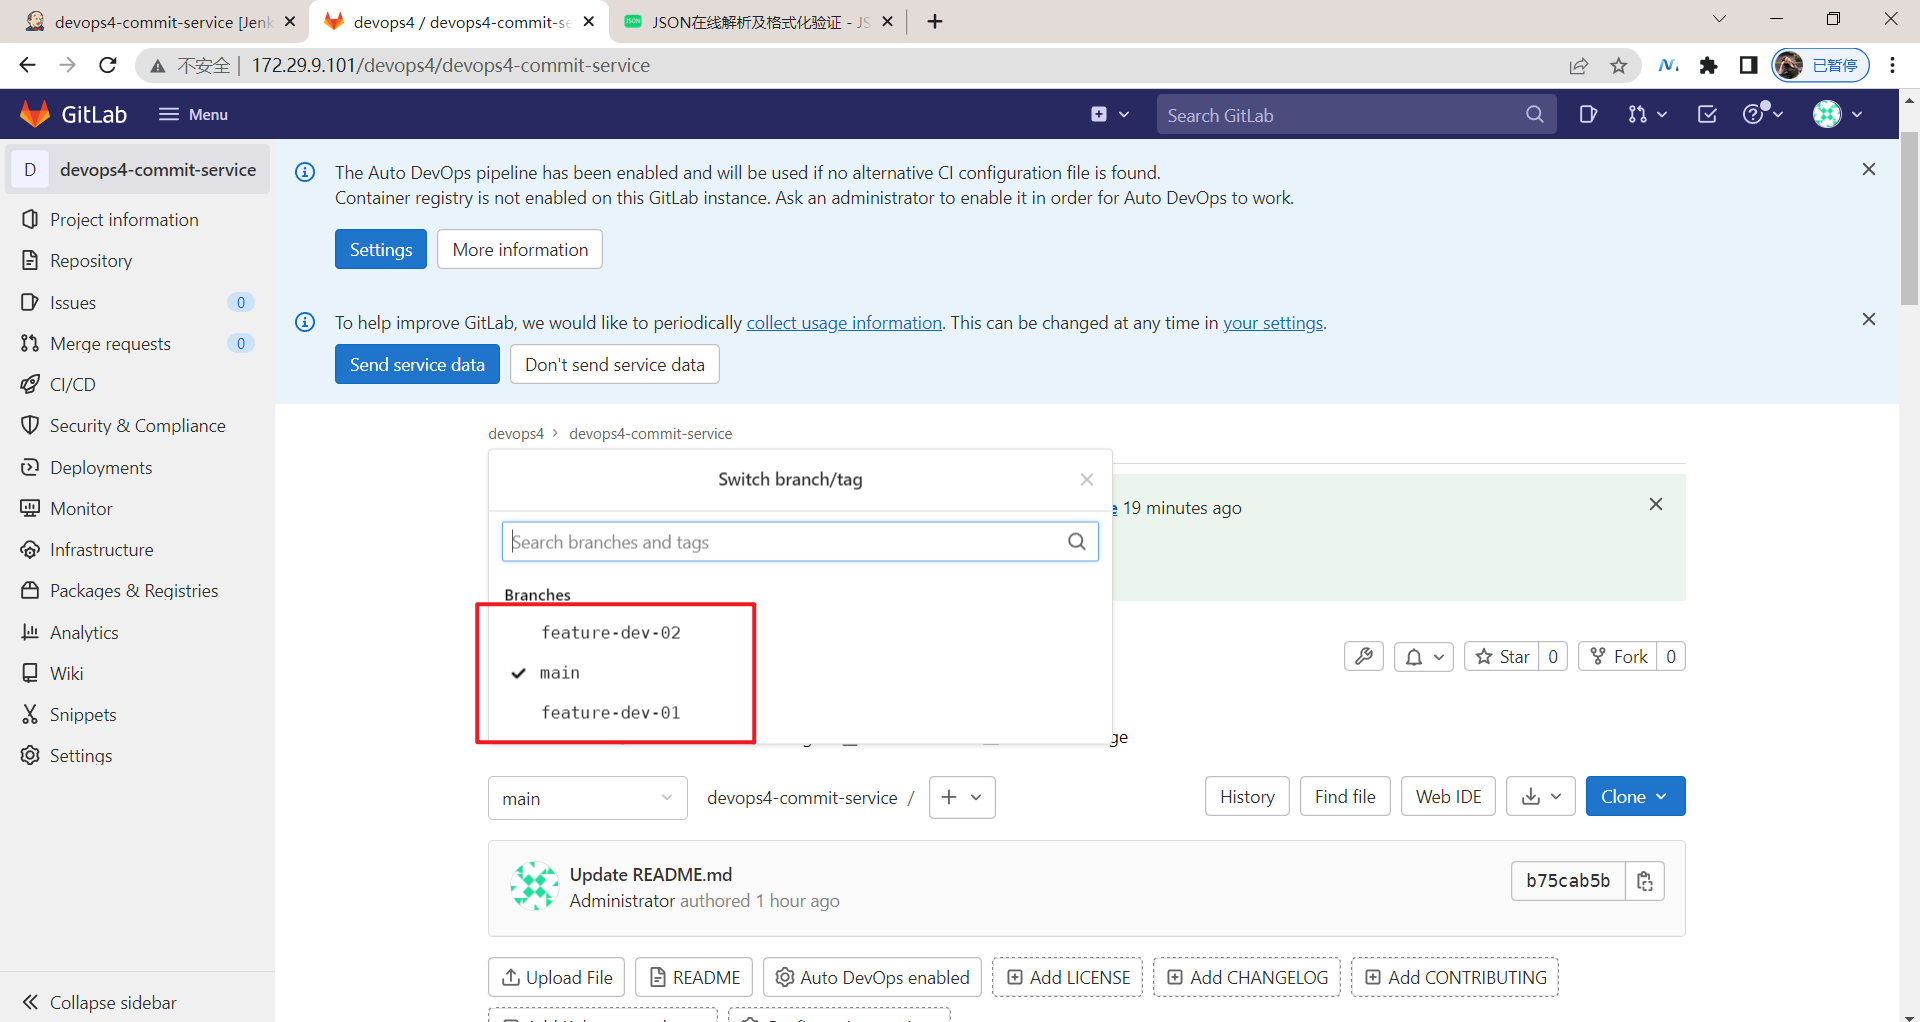 devops4-commit-service [Jenk
devops4 / devops4-commit-se
JSON在线解析及格式化验证 - JS
不安全
172.29.9.101/devops4/devops4-commit-service
已暂停
GitLab
Menu
Search GitLab
D
devops4-commit-service
Project information
Repository
Issues
0
Merge requests
0
CI/CD
Security & Compliance
Deployments
Monitor
Infrastructure
Packages & Registries
Analytics
Wiki
Snippets
Settings
Collapse sidebar
The Auto DevOps pipeline has been enabled and will be used if no alternative CI configuration file is found.
Container registry is not enabled on this GitLab instance. Ask an administrator to enable it in order for Auto DevOps to work.
Settings
More information
To help improve GitLab, we would like to periodically collect usage information. This can be changed at any time in your settings.
Send service data
Don't send service data
devops4 > devops4-commit-service
Switch branch/tag
e 19 minutes ago
Search branches and tags
Branches
feature-dev-02
main
feature-dev-01
Star
0
Fork
0
ge
main
devops4-commit-service /
History
Find file
Web IDE
Clone
Update README.md
Administrator authored 1 hour ago
b75cab5b
Upload File
README
Auto DevOps enabled
Add LICENSE
Add CHANGELOG
Add CONTRIBUTING